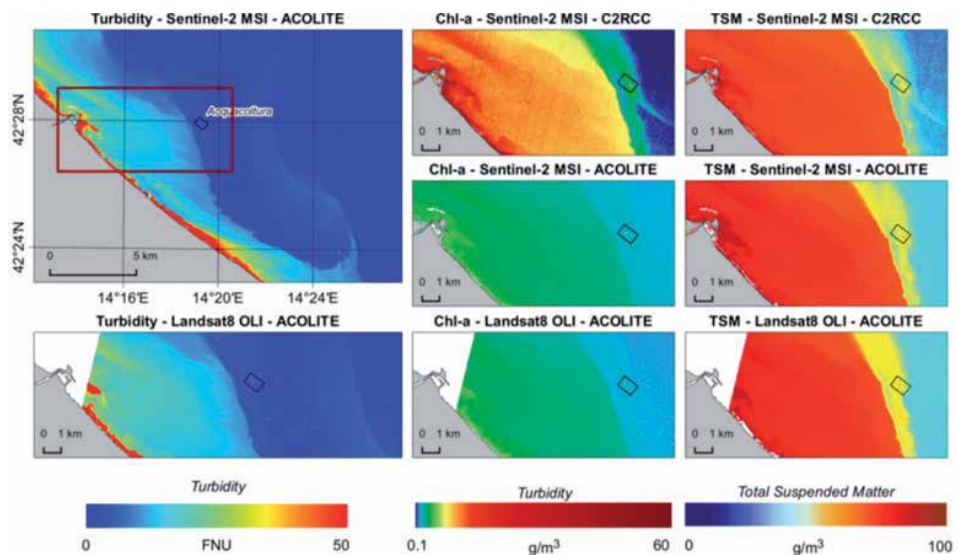 Turbidity - Sentinel-2 MSI - ACOLITE
Chl-a - Sentinel-2 MSI - C2RCC
TSM - Sentinel-2 MSI - C2RCC
42°28'N
Acquacoltura
0 1 km
0 1 km
Chl-a - Sentinel-2 MSI - ACOLITE
TSM - Sentinel-2 MSI - ACOLITE
42°24'N
0 5 km
0 1 km
0 1 km
14°16'E 14°20'E 14°24'E
Turbidity - Landsat8 OLI - ACOLITE
Chl-a - Landsat8 OLI - ACOLITE
TSM - Landsat8 OLI - ACOLITE
0 1 km
0 1 km
0 1 km
Turbidity
Turbidity
Total Suspended Matter
0 FNU 50
0.1 g/m³ 60
0 g/m³ 100